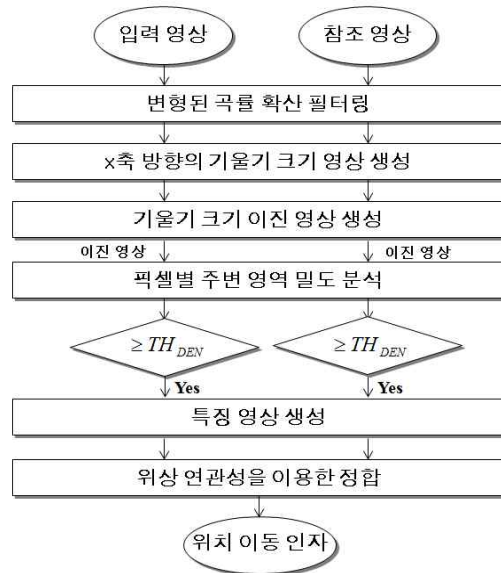 입력 영상
참조 영상
변형된 곡률 확산 필터링
x축 방향의 기울기 크기 영상 생성
기울기 크기 이진 영상 생성
이진 영상
이진 영상
픽셀별 주변 영역 밀도 분석
≥ TH_DEN
≥ TH_DEN
Yes
Yes
특징 영상 생성
위상 연관성을 이용한 정합
위치 이동 인자